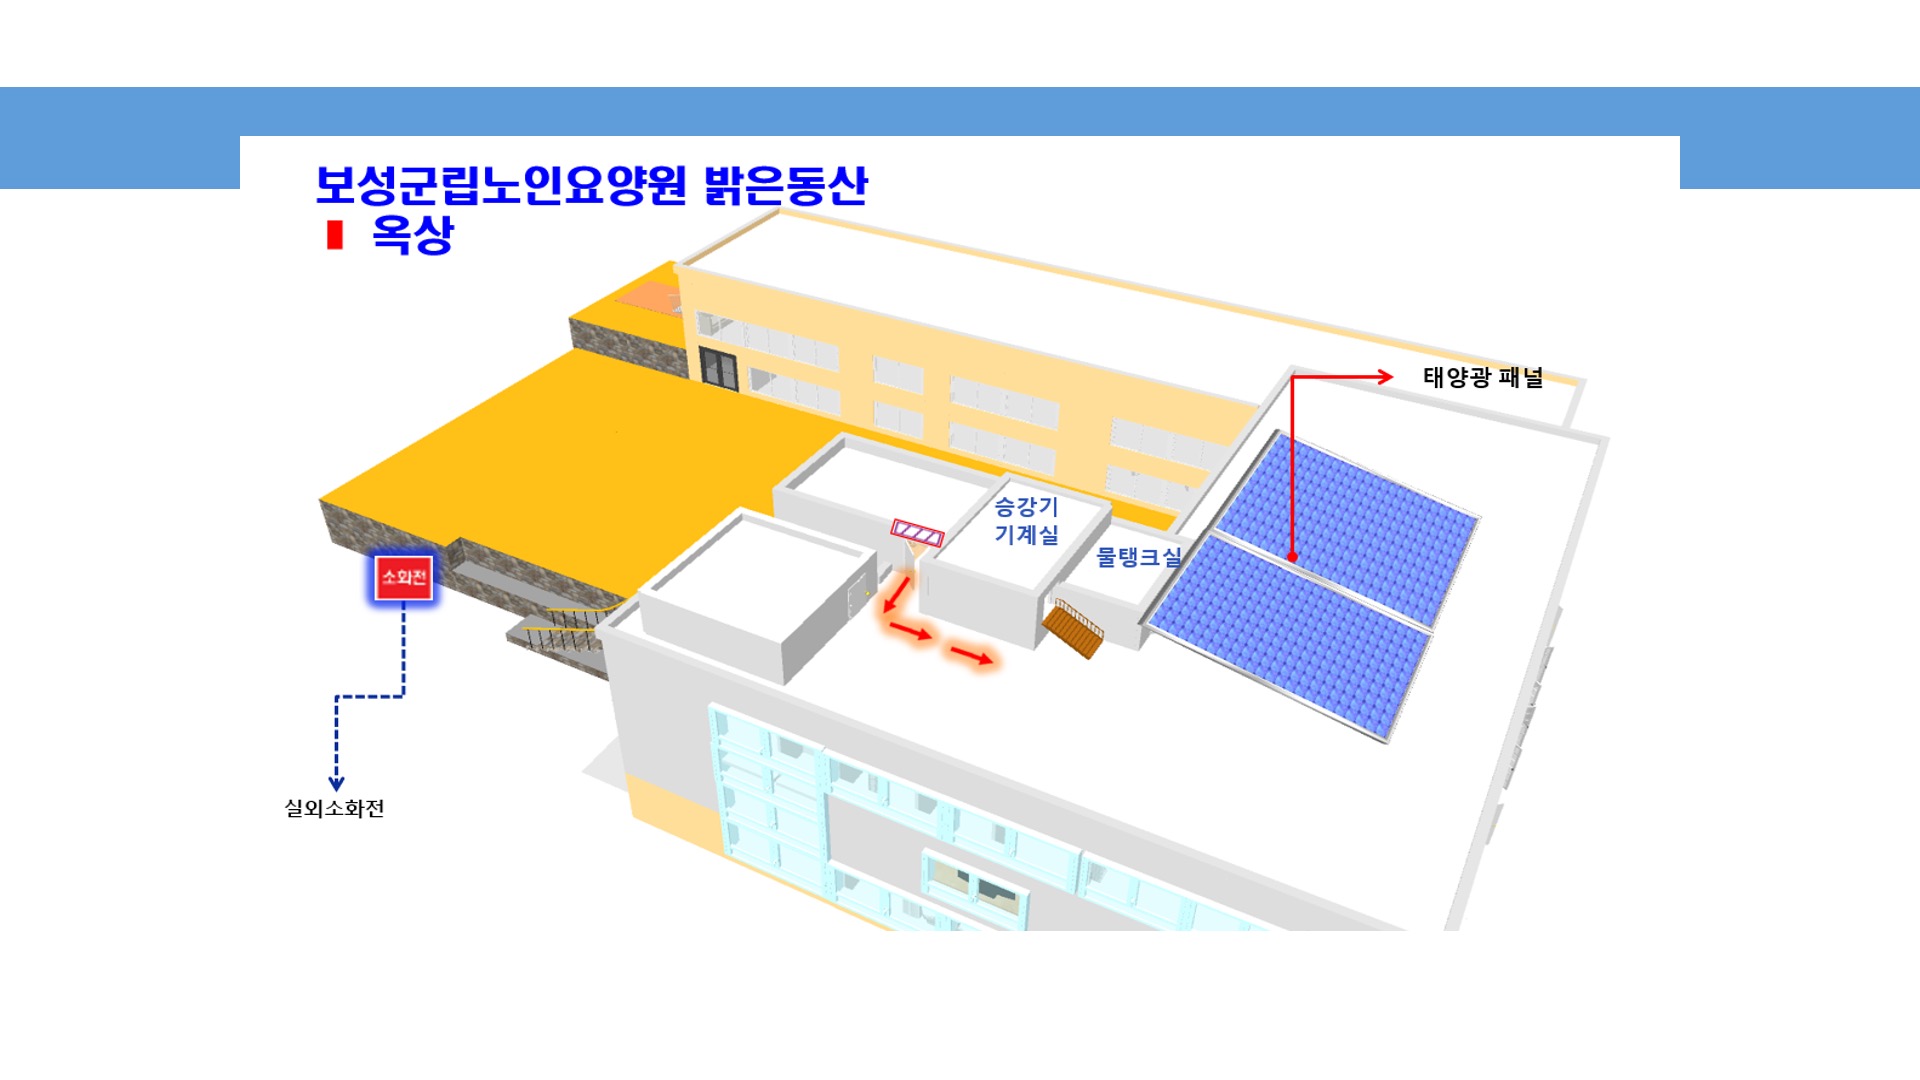 보성군립노인요양원 밝은동산
옥상
태양광 패널
승강기
기계실
물탱크실
소화전
실외소화전